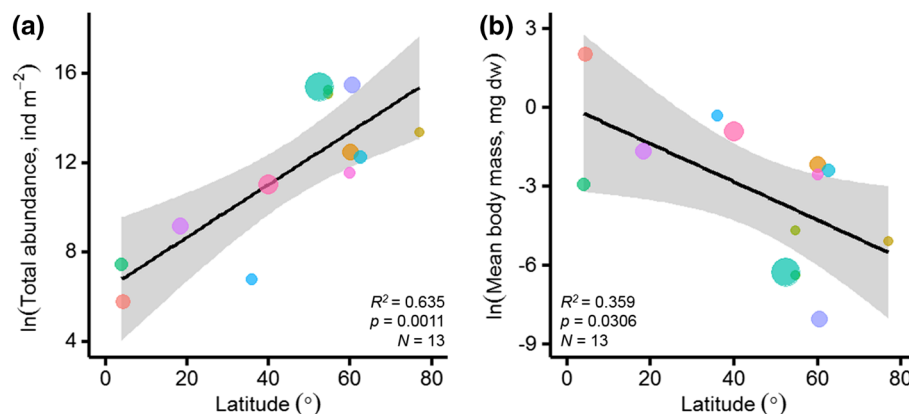 (a)
ln(Total abundance, ind m−2)
16
12
8
4
R2 = 0.635
p = 0.0011
N = 13
0 20 40 60 80
Latitude (°)
(b)
ln(Mean body mass, mg dw)
3
0
-3
-6
-9
R2 = 0.359
p = 0.0306
N = 13
0 20 40 60 80
Latitude (°)